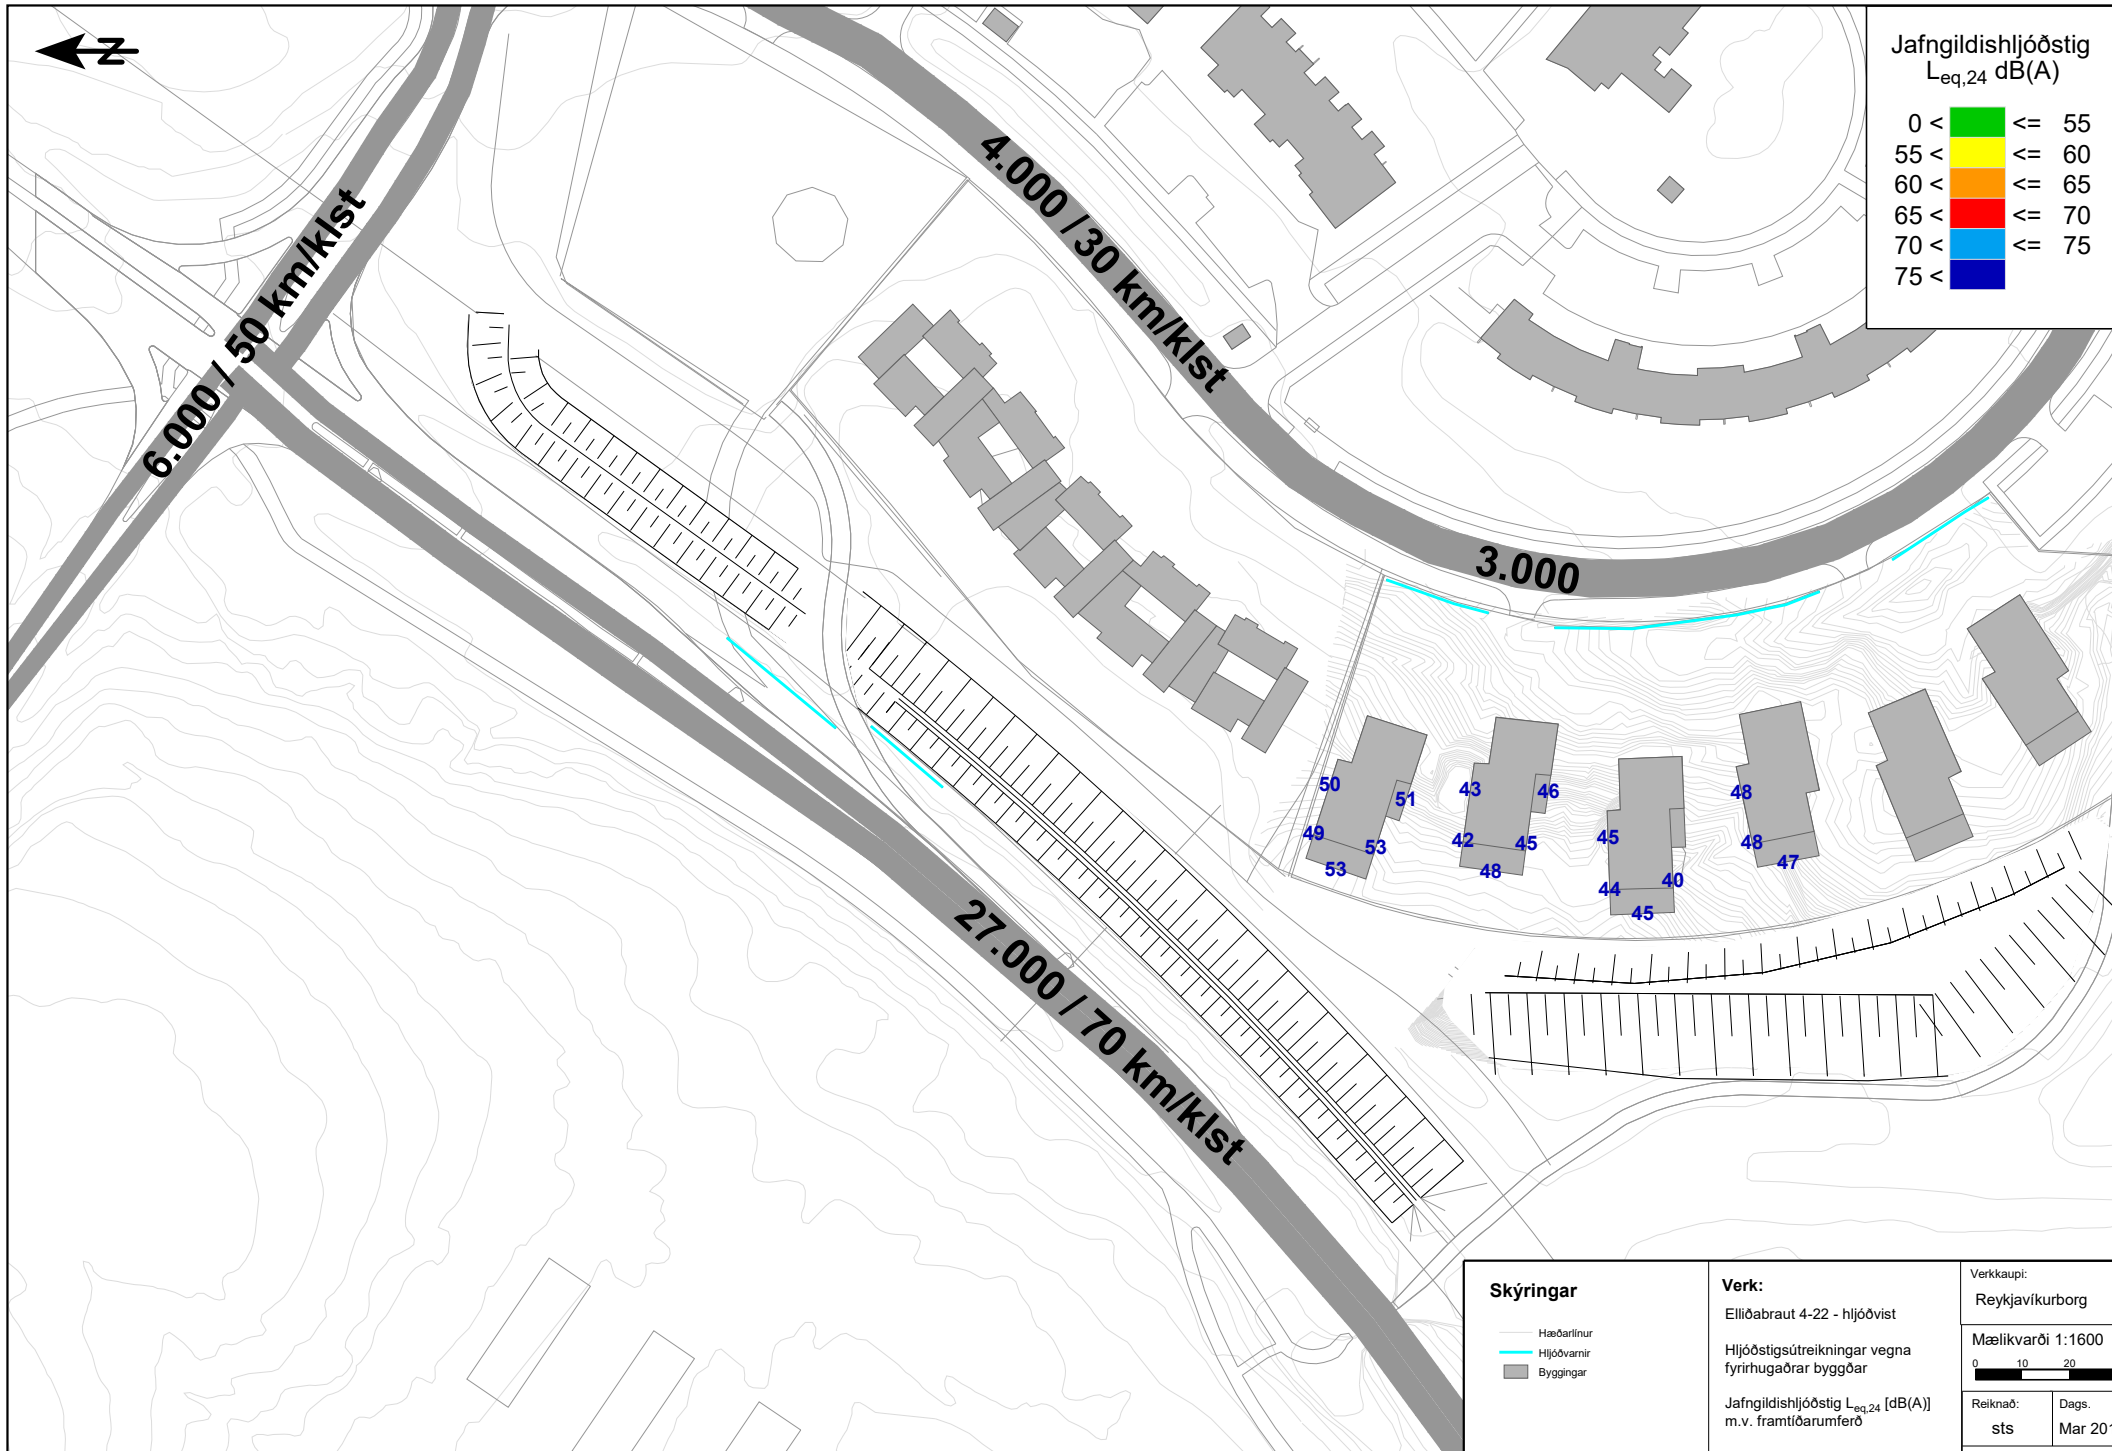 N
Jafngildishljóðstig
Leq,24 dB(A)
0 < <= 55
55 < <= 60
60 < <= 65
65 < <= 70
70 < <= 75
75 <
6.000 / 50 km/klst
4.000 / 30 km/klst
3.000
27.000 / 70 km/klst
50
51
49
53
53
43
46
42
45
48
45
44
40
45
48
48
47
Skýringar
Hæðarlínur
Hljóðvarnir
Byggingar
Verk:
Elliðabraut 4-22 - hljóðvist
Hljóðstigsútreikningar vegna
fyrirhugaðrar byggðar
Jafngildishljóðstig Leq,24 [dB(A)]
m.v. framtíðarumferð
Verkkaupi:
Reykjavíkurborg
Mælikvarði 1:1600
0 10 20
Reiknað:
sts
Dags.
Mar 201